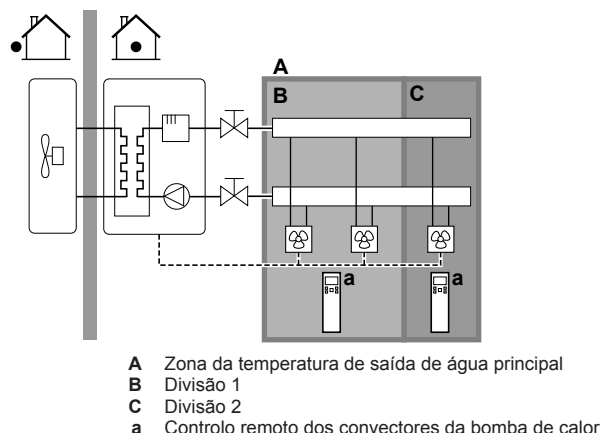 A
B
C
a
a
A Zona da temperatura de saída de água principal
B Divisão 1
C Divisão 2
a Controlo remoto dos convectores da bomba de calor